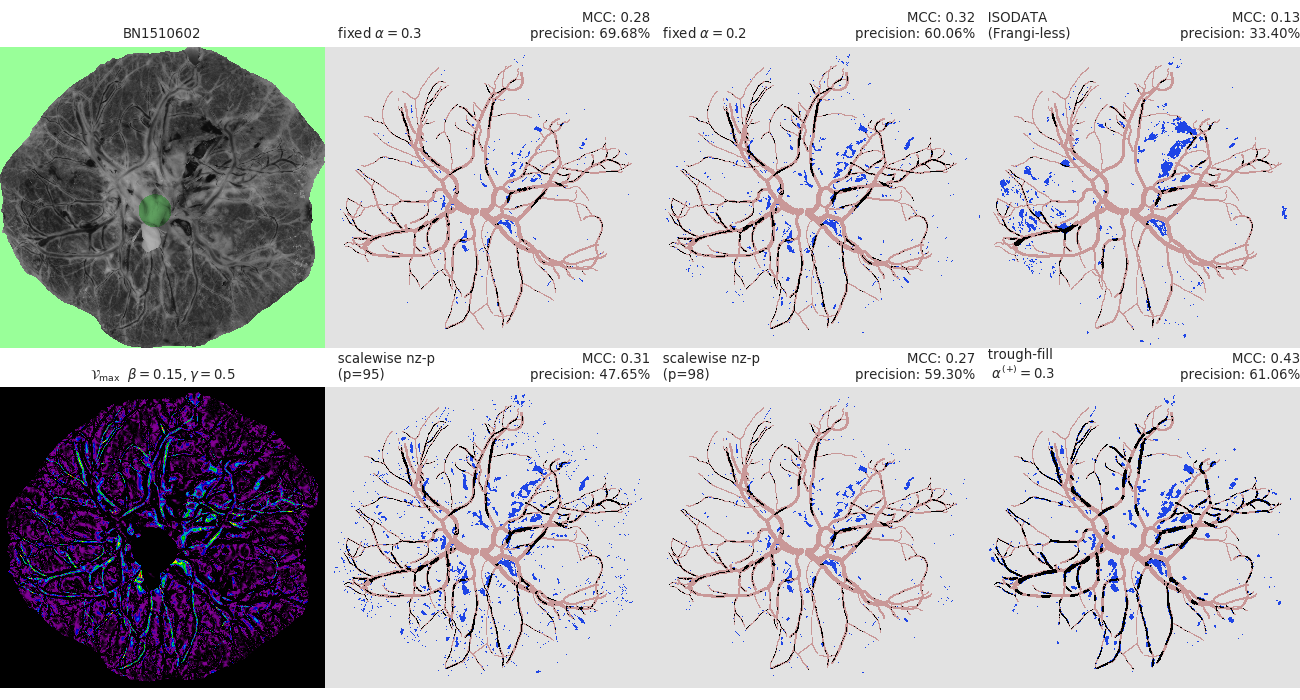 BN1510602
fixed α = 0.3
MCC: 0.28
precision: 69.68%
fixed α = 0.2
MCC: 0.32
precision: 60.06%
ISODATA
(Frangi-less)
MCC: 0.13
precision: 33.40%
𝒱max β = 0.15, γ = 0.5
scalewise nz-p
(p=95)
MCC: 0.31
precision: 47.65%
scalewise nz-p
(p=98)
MCC: 0.27
precision: 59.30%
trough-fill
α(+) = 0.3
MCC: 0.43
precision: 61.06%